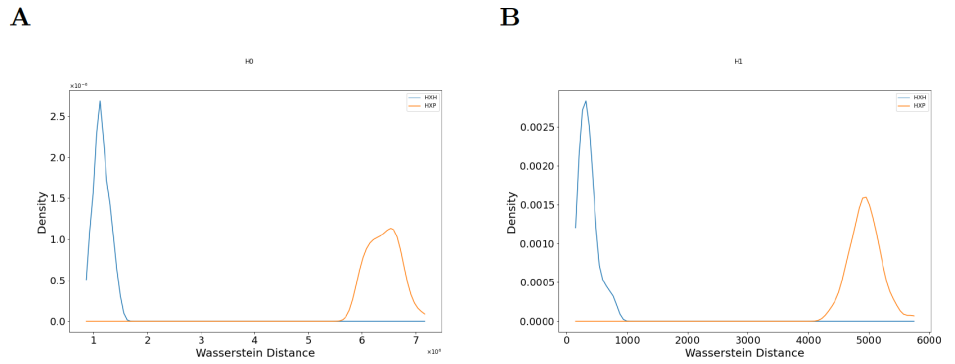 A
B
H0
H1
×10⁻⁶
HXH
HXP
HXH
HXP
2.5
2.0
1.5
1.0
0.5
0.0
Density
1
2
3
4
5
6
7
Wasserstein Distance
0.0025
0.0020
0.0015
0.0010
0.0005
0.0000
Density
0
1000
2000
3000
4000
5000
6000
Wasserstein Distance